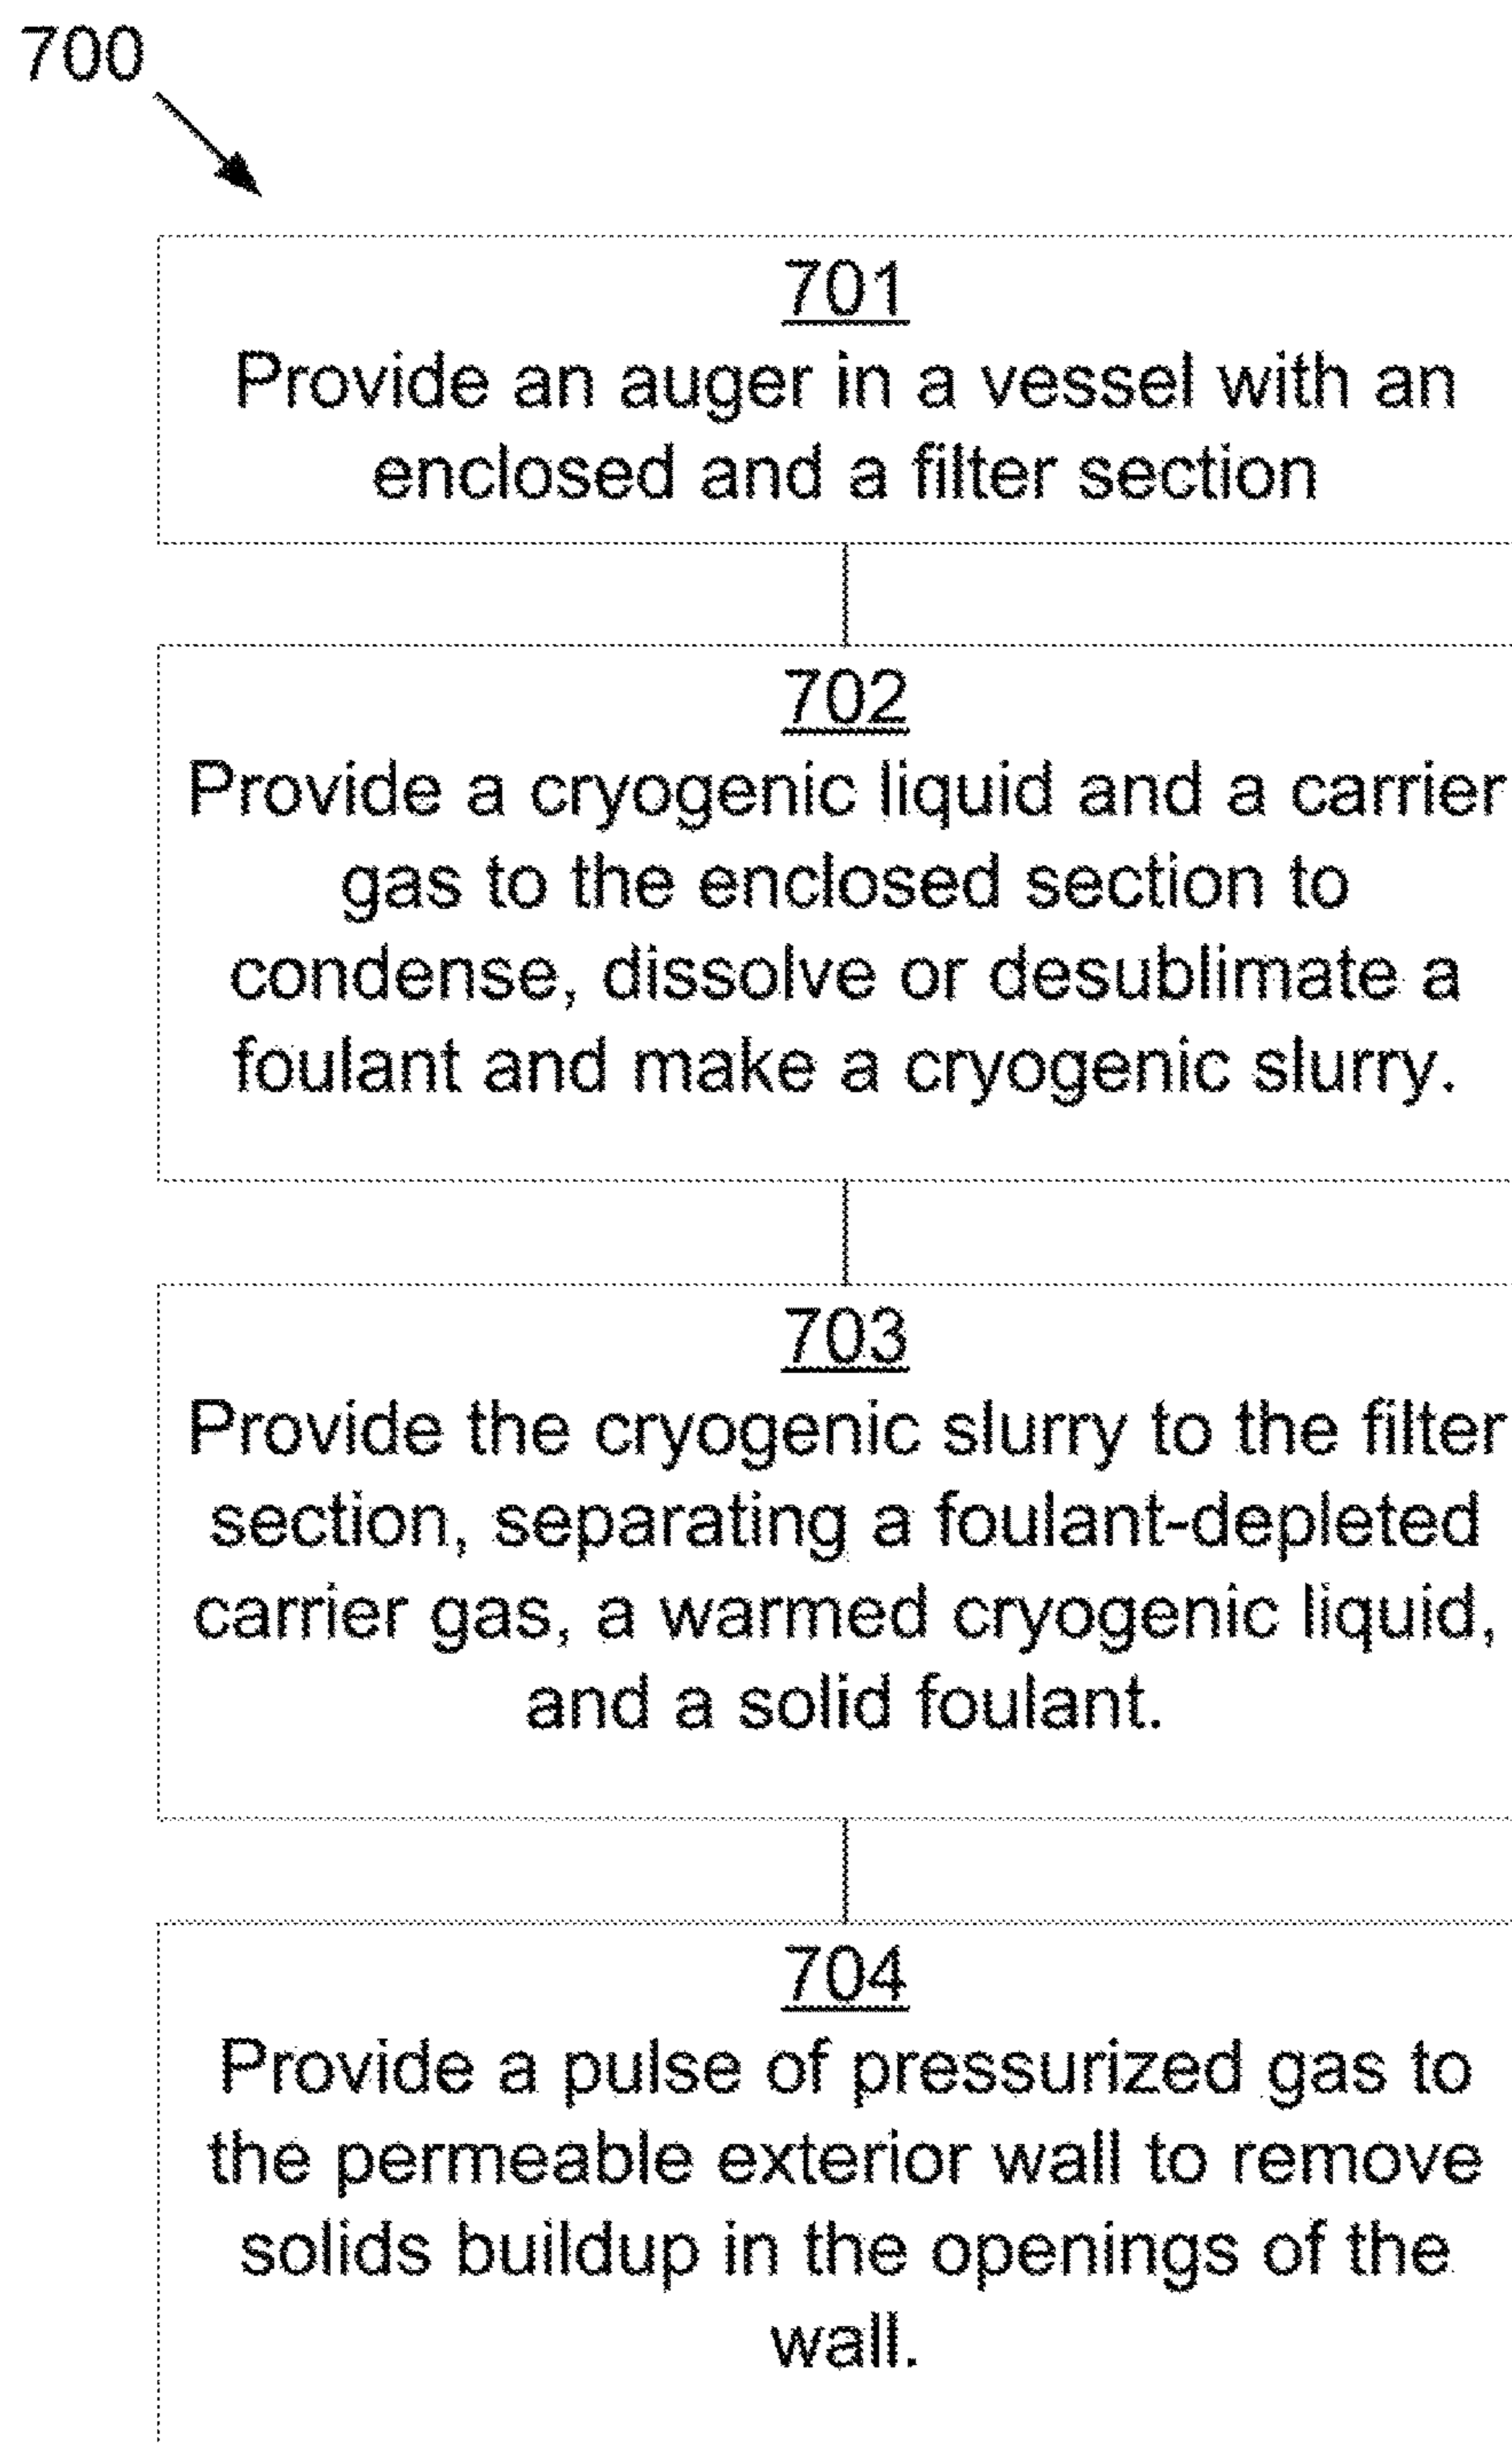 700
701
Provide an auger in a vessel with an
enclosed and a filter section
702
Provide a cryogenic liquid and a carrier
gas to the enclosed section to
condense, dissolve or desublimate a
foulant and make a cryogenic slurry.
703
Provide the cryogenic slurry to the filter
section, separating a foulant-depleted
carrier gas, a warmed cryogenic liquid,
and a solid foulant.
704
Provide a pulse of pressurized gas to
the permeable exterior wall to remove
solids buildup in the openings of the
wall.